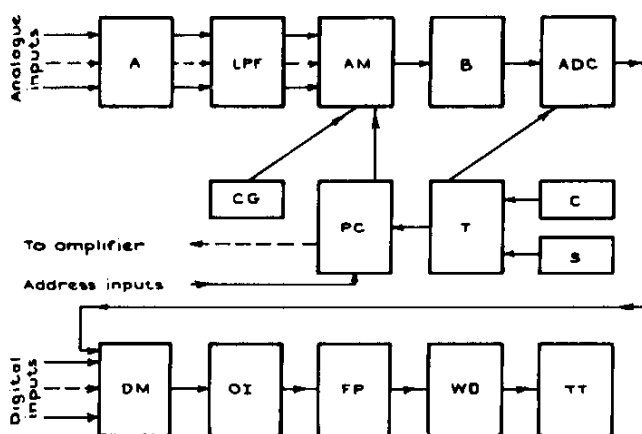 Analogue inputs
A
LPF
AM
B
ADC
CG
PC
T
C
S
To amplifier
Address inputs
Digital inputs
DM
OI
FP
WD
TT